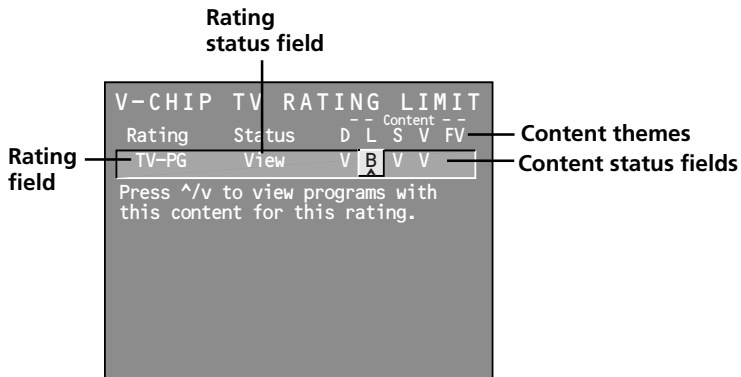 Rating
status field
V-CHIP TV RATING LIMIT
-- Content --
Rating Status D L S V FV
Content themes
Rating
field
TV-PG View V B V V
Content status fields
Press ^/v to view programs with
this content for this rating.